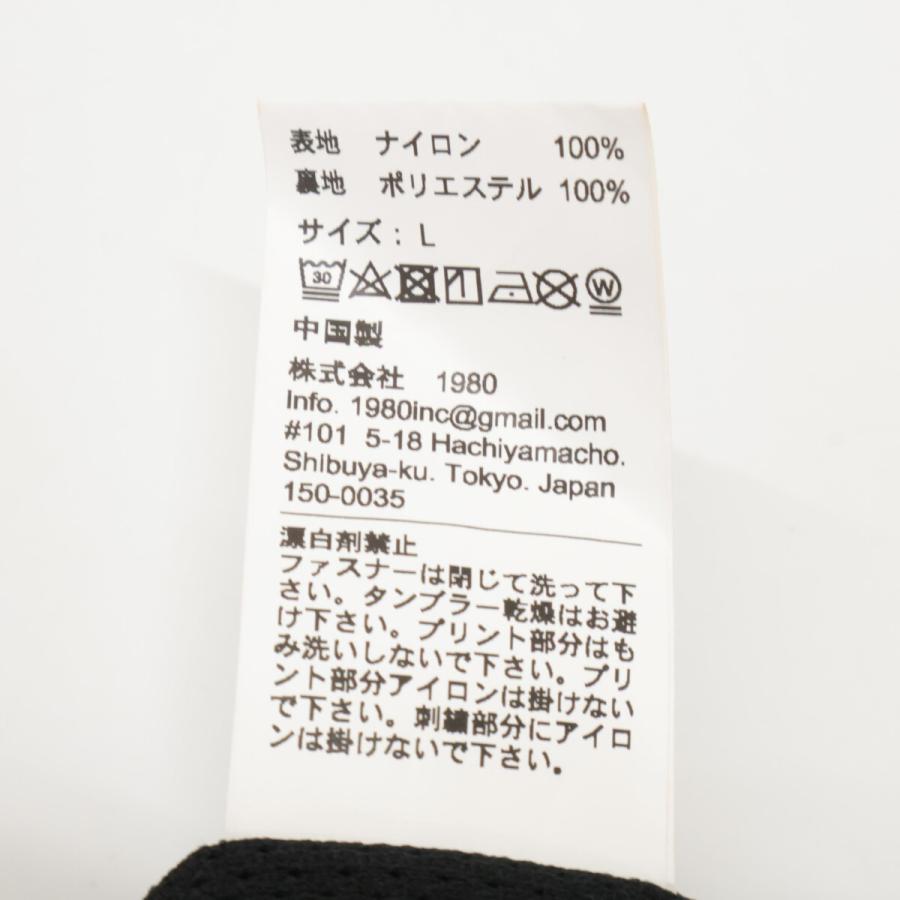 表地 ナイロン 100%
裏地 ポリエステル 100%
サイズ: L
30 W
中国製
株式会社 1980
Info. 1980inc@gmail.com
#101 5-18 Hachiyamacho.
Shibuya-ku. Tokyo. Japan
150-0035
漂白剤禁止
ファスナーは閉じて洗って下
さい。タンブラー乾燥はお避
け下さい。プリント部分はも
み洗いしないで下さい。プリ
ント部分アイロンは掛けない
で下さい。刺繍部分にアイロ
ンは掛けないで下さい。